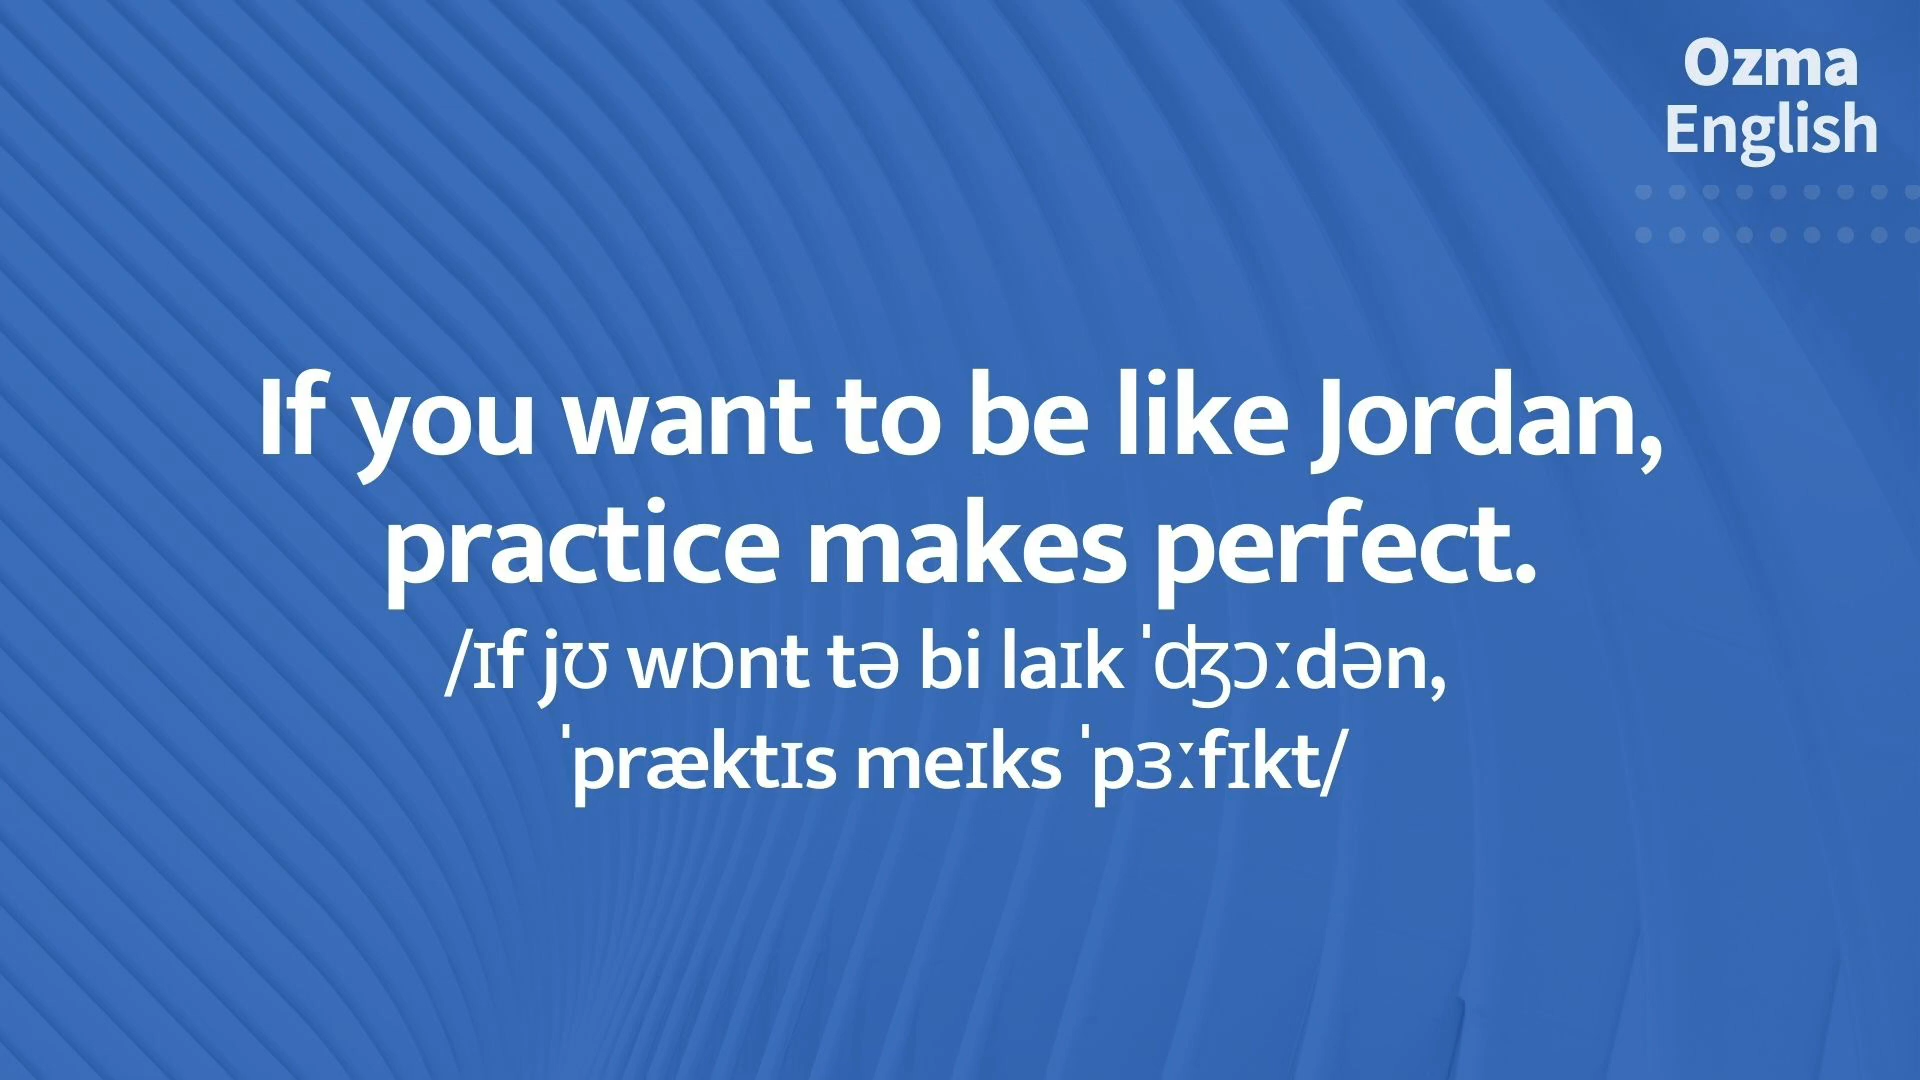 Ozma
English
If you want to be like Jordan,
practice makes perfect.
/ɪf jʊ wɒnt tə bi laɪk ˈʤɔːdən,
ˈpræktɪs meɪks ˈpɜːfɪkt/